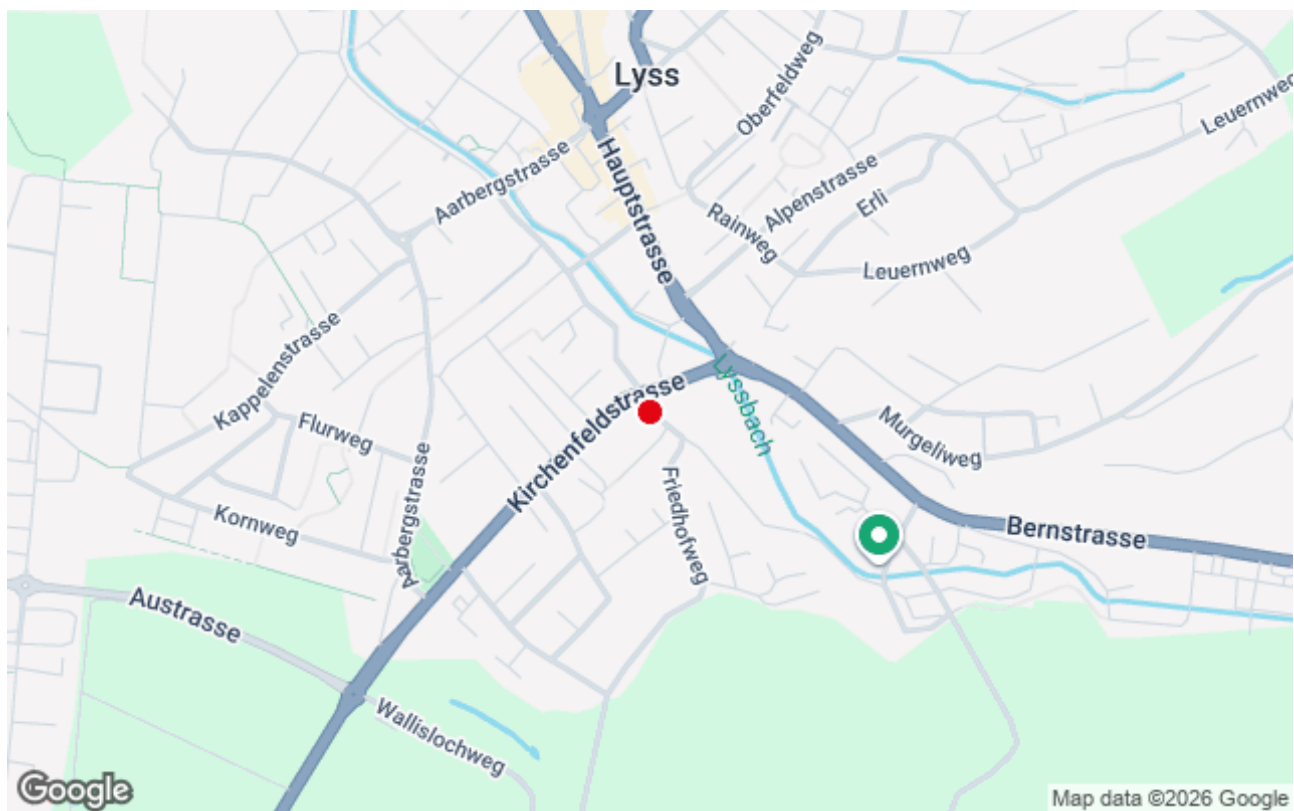 Lyss
Oberfeldweg
Leuernweg
Hauptstrasse
Aarbergstrasse
Alpenstrasse
Erli
Rainweg
Leuernweg
Kappelenstrasse
Lyssbach
Kirchenfeldstrasse
Flurweg
Murgeliweg
Aarbergstrasse
Friedhofweg
Kornweg
Bernstrasse
Austrasse
Wallislochweg
Google
Map data ©2026 Google